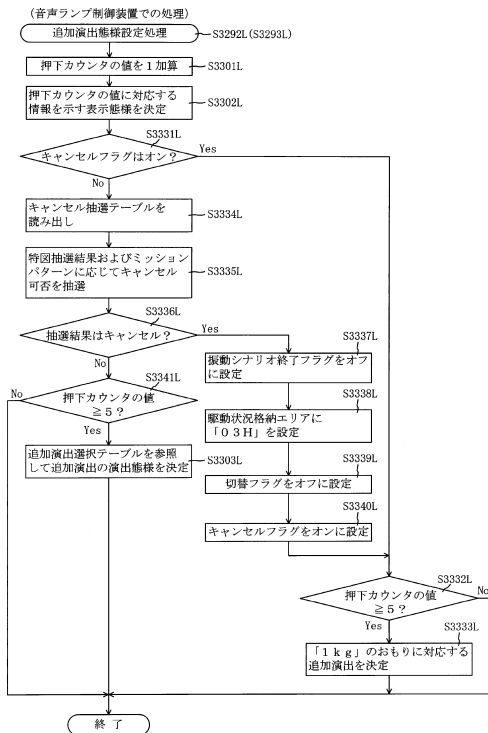 (音声ランプ制御装置での処理)
追加演出態様設定処理
S3292L(S3293L)
押下カウンタの値を1加算
S3301L
押下カウンタの値に対応する
情報を示す表示態様を決定
S3302L
S3331L
キャンセルフラグはオン?
Yes
No
キャンセル抽選テーブルを
読み出し
S3334L
特図抽選結果およびミッション
パターンに応じてキャンセル
可否を抽選
S3335L
S3336L
抽選結果はキャンセル?
Yes
No
S3337L
振動シナリオ終了フラグをオフ
に設定
S3338L
駆動状況格納エリアに
「03H」を設定
S3339L
切替フラグをオフに設定
S3340L
キャンセルフラグをオンに設定
S3341L
No
押下カウンタの値
≧5?
Yes
追加演出選択テーブルを参照
して追加演出の演出態様を決定
S3303L
S3332L
押下カウンタの値
≧5?
No
Yes
S3333L
「1kg」のおもりに対応する
追加演出を決定
終了